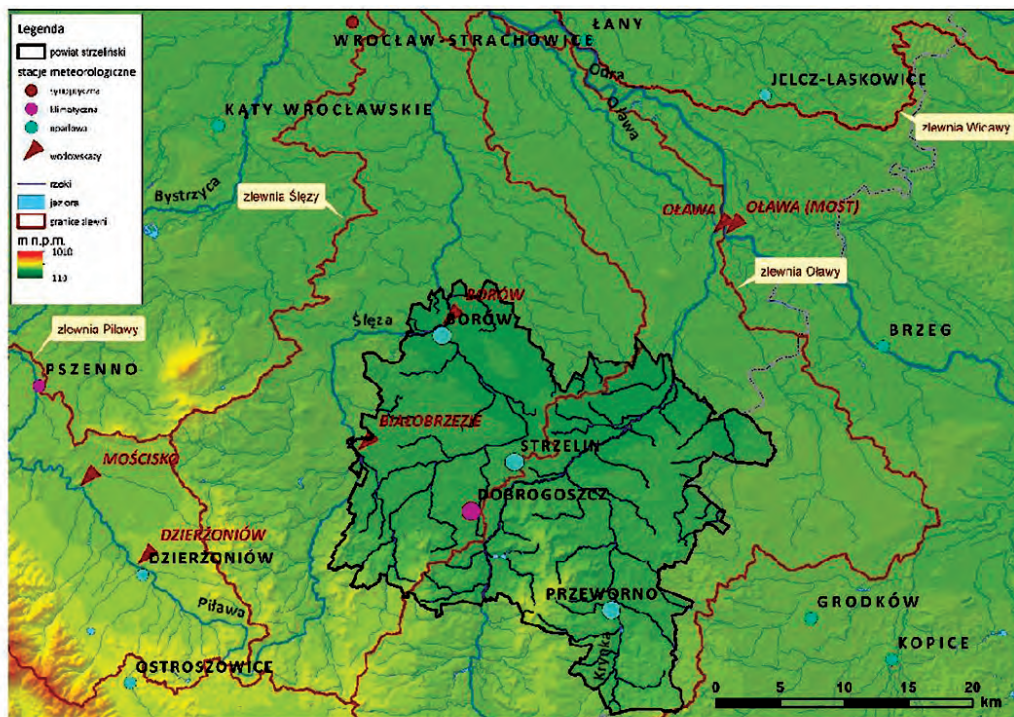 Legenda
powiat strzeliński
stacje meteorologiczne
synoptyczna
klimatyczna
opadowa
wodowskazy
rzeki
jeziora
granice zlewni
m n.p.m.
1010
110
ŁANY
WROCŁAW-STRACHOWICE
Odra
Oława
JELCZ-LASKOWICE
KĄTY WROCŁAWSKIE
zlewnia Widawy
Bystrzyca
zlewnia Ślęzy
OŁAWA
OŁAWA (MOST)
zlewnia Oławy
BORÓW
BORÓW
Ślęza
zlewnia Piławy
BRZEG
PSZENNO
BIAŁOBRZEZIE
STRZELIN
MOŚCISKO
DOBROGOSZCZ
DZIERŻONIÓW
DZIERŻONIÓW
PRZEWORNO
Piława
GRODKÓW
Krynka
KOPICE
OSTROSZOWICE
0 5 10 15 20
km